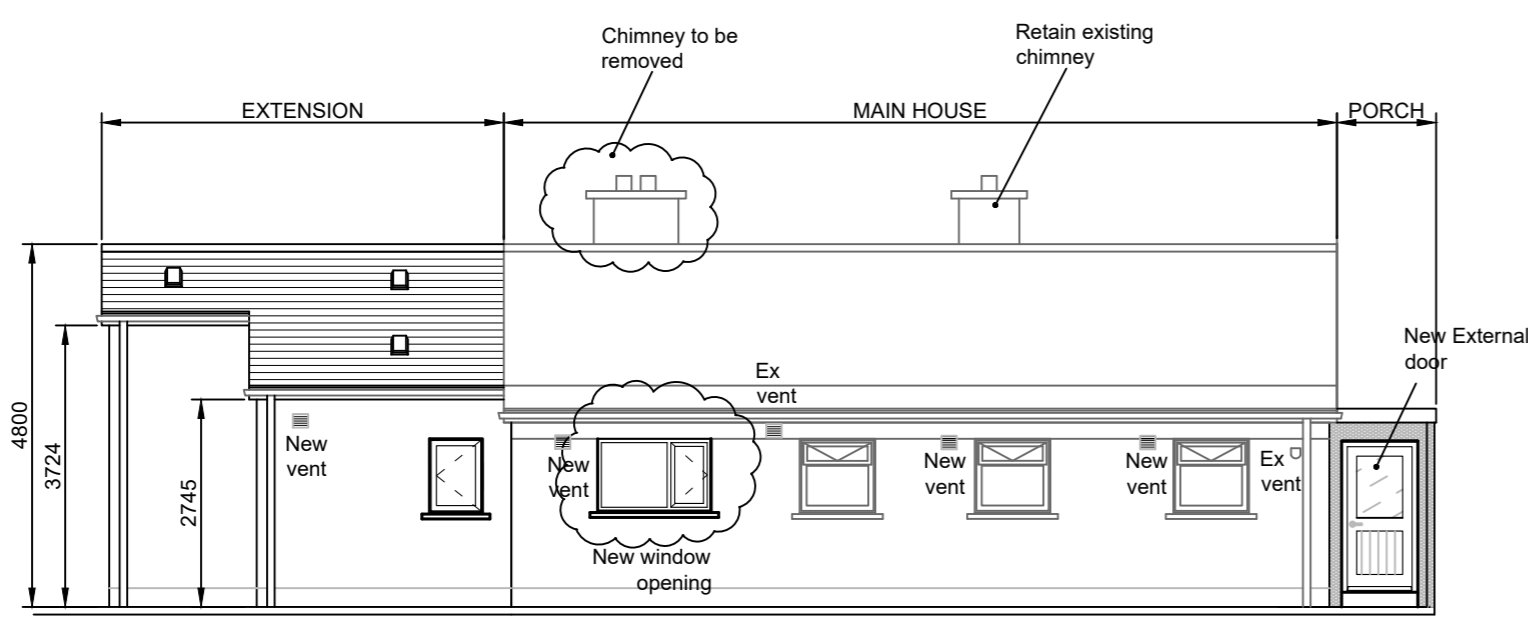 Chimney to be
removed
Retain existing
chimney
EXTENSION
MAIN HOUSE
PORCH
New External
door
Ex
vent
4800
3724
2745
New
vent
New
vent
New
vent
New
vent
Ex
vent
New window
opening